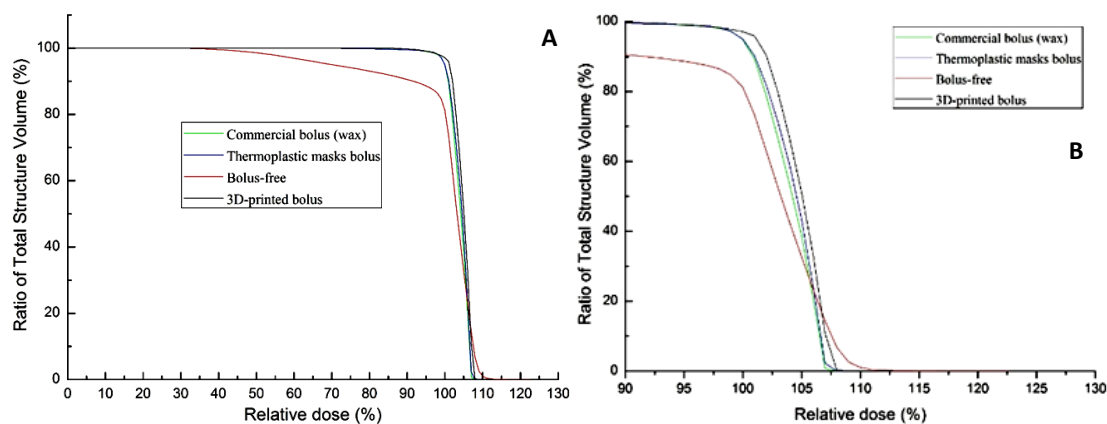 A
Ratio of Total Structure Volume (%)
100
80
60
40
20
0
Commercial bolus (wax)
Thermoplastic masks bolus
Bolus-free
3D-printed bolus
0 10 20 30 40 50 60 70 80 90 100 110 120 130
Relative dose (%)
B
Ratio of Total Structure Volume (%)
100
80
60
40
20
0
Commercial bolus (wax)
Thermoplastic masks bolus
Bolus-free
3D-printed bolus
90 95 100 105 110 115 120 125 130
Relative dose (%)